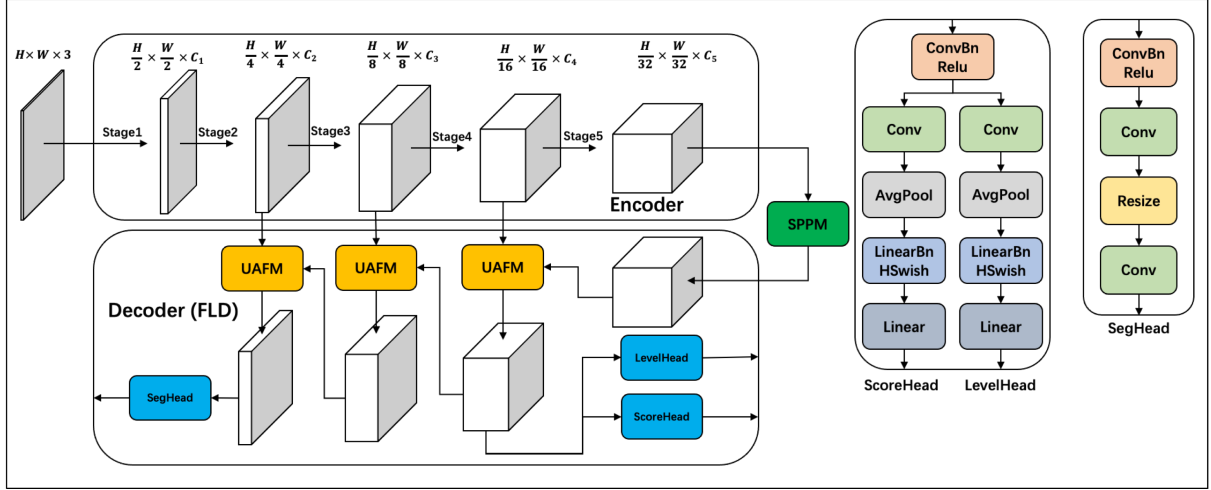 H×W×3
H/2 × W/2 × C₁
H/4 × W/4 × C₂
H/8 × W/8 × C₃
H/16 × W/16 × C₄
H/32 × W/32 × C₅
Stage1
Stage2
Stage3
Stage4
Stage5
Encoder
SPPM
UAFM
UAFM
UAFM
Decoder (FLD)
SegHead
LevelHead
ScoreHead
ConvBn
Relu
Conv
Conv
AvgPool
AvgPool
LinearBn
HSwish
LinearBn
HSwish
Linear
Linear
ScoreHead
LevelHead
ConvBn
Relu
Conv
Resize
Conv
SegHead